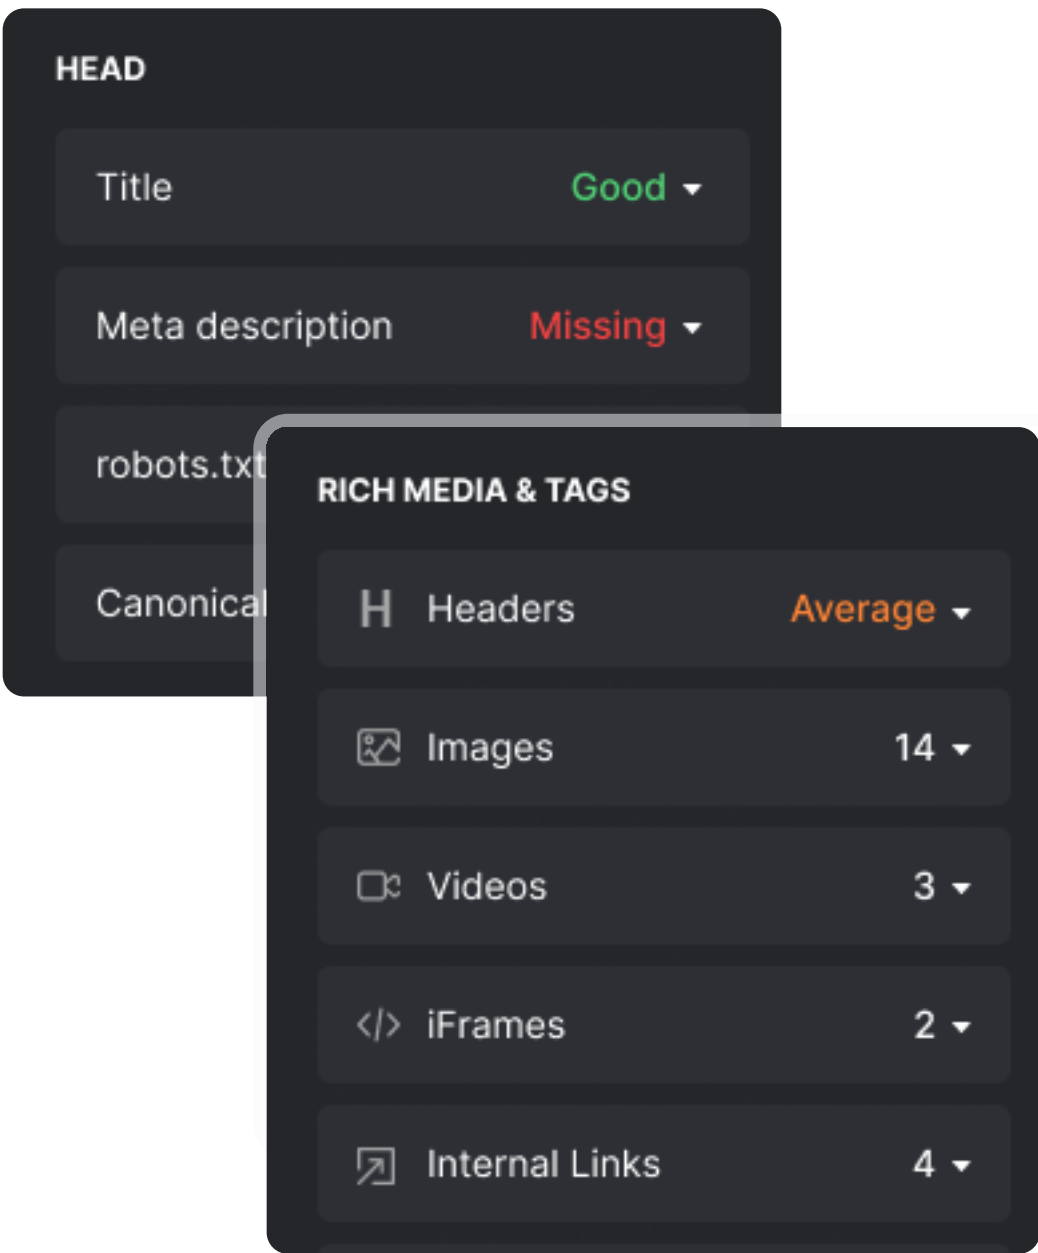 HEAD
Title Good
Meta description Missing
robots.txt
Canonical
RICH MEDIA & TAGS
H Headers Average
Images 14
Videos 3
</> iFrames 2
Internal Links 4